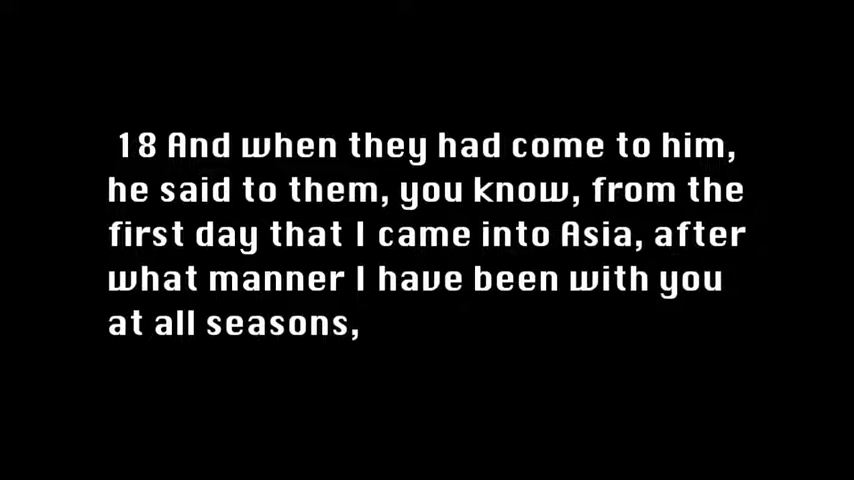 18 And when they had come to him,
he said to them, you know, from the
first day that I came into Asia, after
what manner I have been with you
at all seasons,